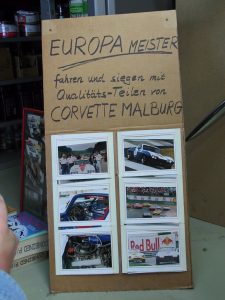 EUROPA MEISTER
fahren und siegen mit
Qualitäts-Teilen von
CORVETTE MALBURG
Red Bull